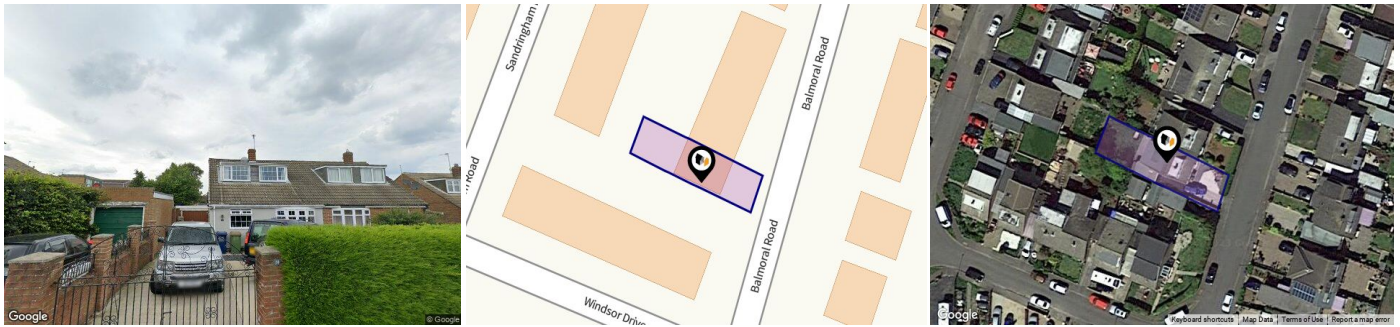 Google
© Google
Sandringham
n Road
Balmoral Road
Balmoral Road
Windsor Drive
Google
Keyboard shortcuts
Map Data
Terms of Use
Report a map error